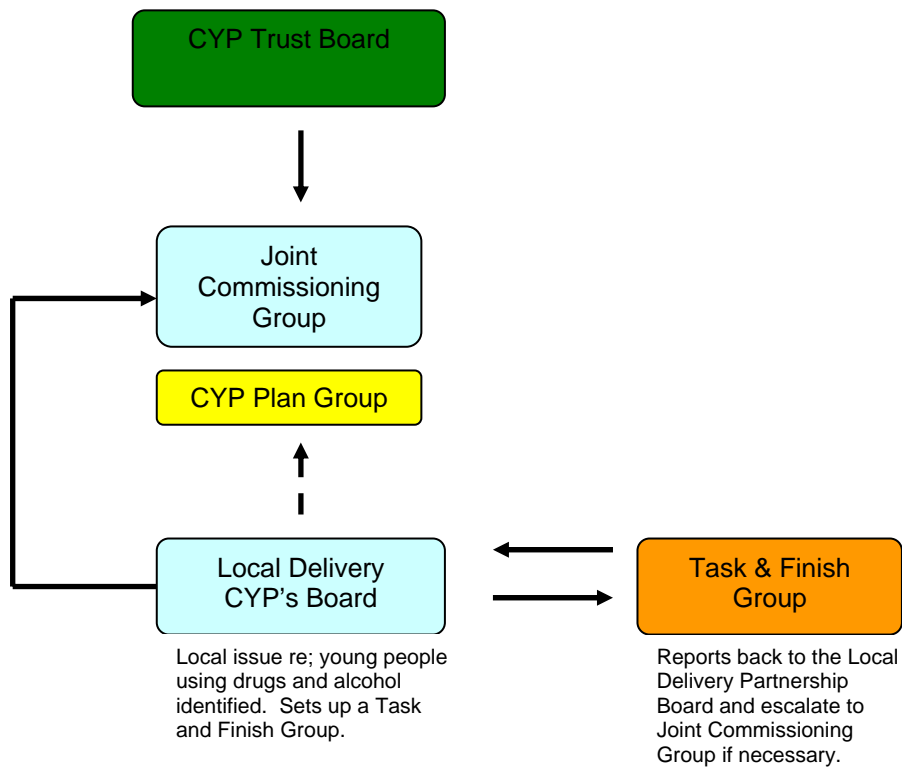 CYP Trust Board
Joint
Commissioning
Group
CYP Plan Group
Local Delivery
CYP's Board
Task & Finish
Group
Local issue re; young people
using drugs and alcohol
identified.  Sets up a Task
and Finish Group.
Reports back to the Local
Delivery Partnership
Board and escalate to
Joint Commissioning
Group if necessary.